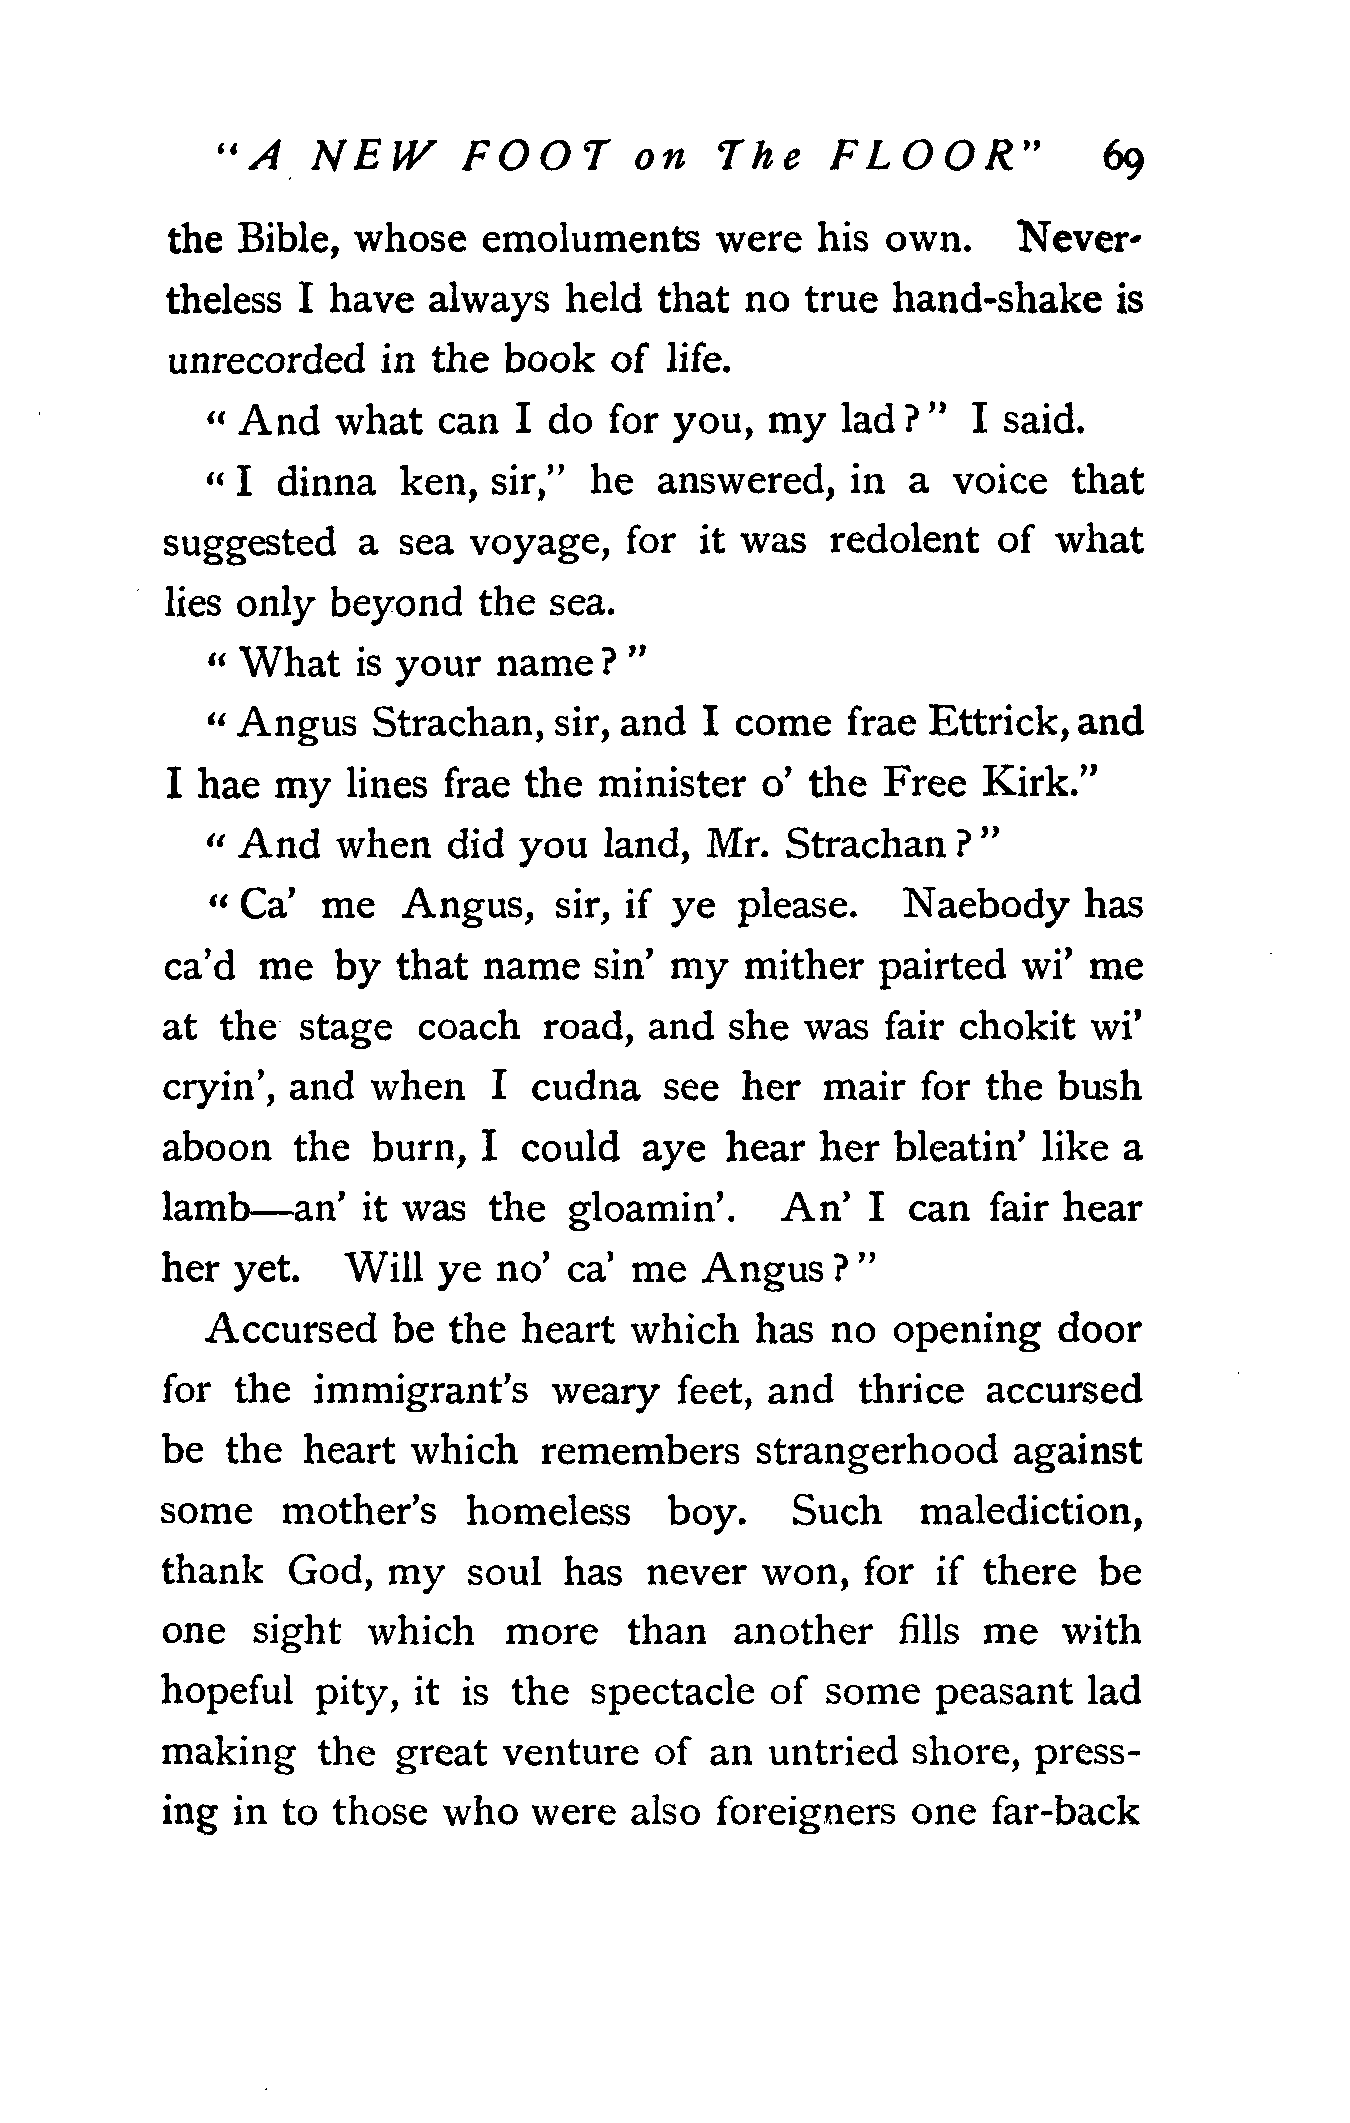 "A NEW FOOT on The FLOOR" 69
the Bible, whose emoluments were his own. Never-
theless I have always held that no true hand-shake is
unrecorded in the book of life.
"And what can I do for you, my lad?" I said.
"I dinna ken, sir," he answered, in a voice that
suggested a sea voyage, for it was redolent of what
lies only beyond the sea.
"What is your name?"
"Angus Strachan, sir, and I come frae Ettrick, and
I hae my lines frae the minister o' the Free Kirk."
"And when did you land, Mr. Strachan?"
"Ca' me Angus, sir, if ye please. Naebody has
ca'd me by that name sin' my mither pairted wi' me
at the stage coach road, and she was fair chokit wi'
cryin', and when I cudna see her mair for the bush
aboon the burn, I could aye hear her bleatin' like a
lamb—an' it was the gloamin'. An' I can fair hear
her yet. Will ye no' ca' me Angus?"
Accursed be the heart which has no opening door
for the immigrant's weary feet, and thrice accursed
be the heart which remembers strangerhood against
some mother's homeless boy. Such malediction,
thank God, my soul has never won, for if there be
one sight which more than another fills me with
hopeful pity, it is the spectacle of some peasant lad
making the great venture of an untried shore, press-
ing in to those who were also foreigners one far-back